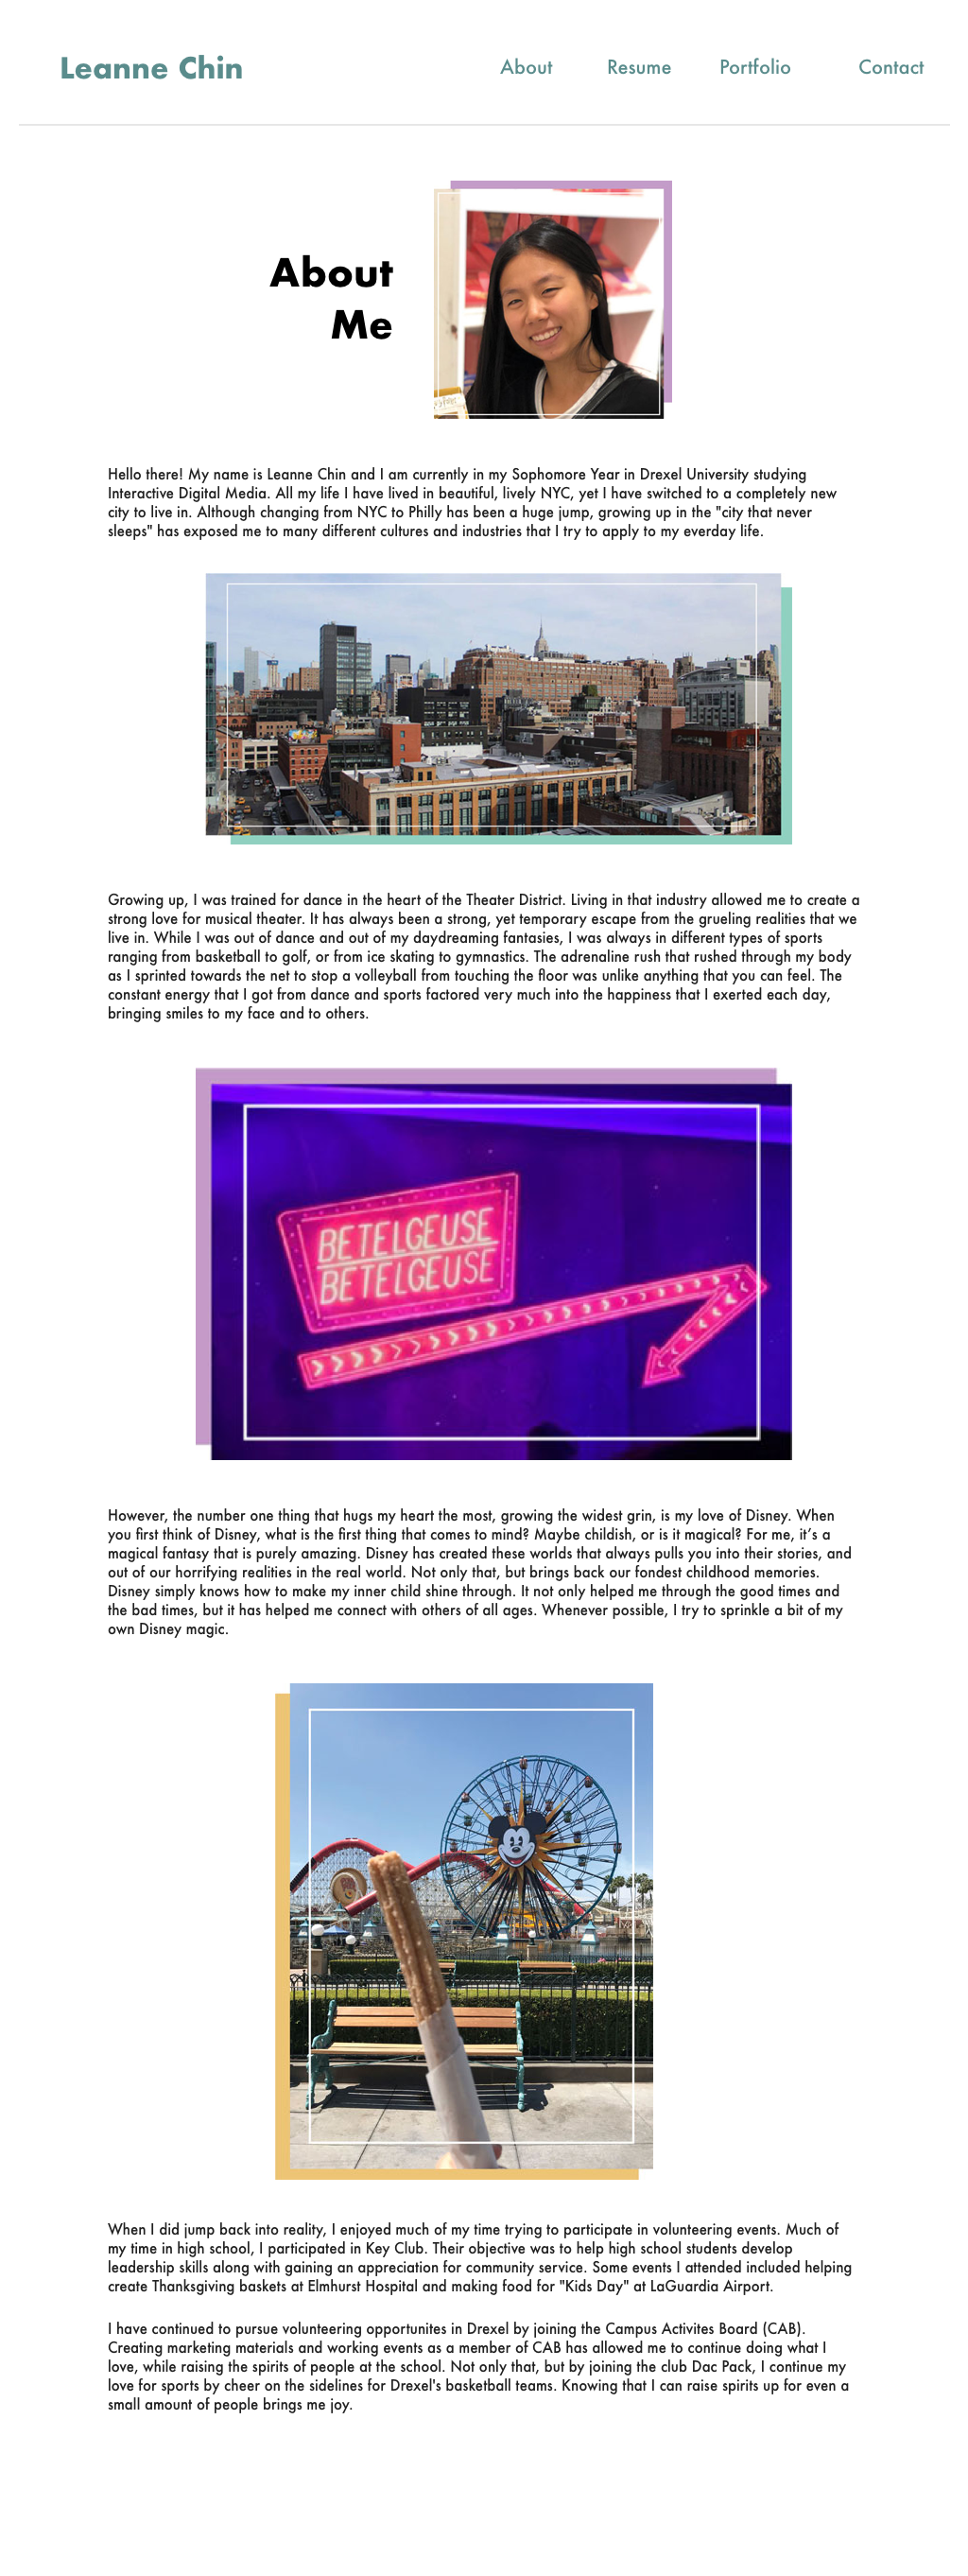 Leanne Chin
About Resume Portfolio Contact
About
Me
Hello there! My name is Leanne Chin and I am currently in my Sophomore Year in Drexel University studying
Interactive Digital Media. All my life I have lived in beautiful, lively NYC, yet I have switched to a completely new
city to live in. Although changing from NYC to Philly has been a huge jump, growing up in the "city that never
sleeps" has exposed me to many different cultures and industries that I try to apply to my everday life.
Growing up, I was trained for dance in the heart of the Theater District. Living in that industry allowed me to create a
strong love for musical theater. It has always been a strong, yet temporary escape from the grueling realities that we
live in. While I was out of dance and out of my daydreaming fantasies, I was always in different types of sports
ranging from basketball to golf, or from ice skating to gymnastics. The adrenaline rush that rushed through my body
as I sprinted towards the net to stop a volleyball from touching the floor was unlike anything that you can feel. The
constant energy that I got from dance and sports factored very much into the happiness that I exerted each day,
bringing smiles to my face and to others.
BETELGEUSE
BETELGEUSE
However, the number one thing that hugs my heart the most, growing the widest grin, is my love of Disney. When
you first think of Disney, what is the first thing that comes to mind? Maybe childish, or is it magical? For me, it’s a
magical fantasy that is purely amazing. Disney has created these worlds that always pulls you into their stories, and
out of our horrifying realities in the real world. Not only that, but brings back our fondest childhood memories.
Disney simply knows how to make my inner child shine through. It not only helped me through the good times and
the bad times, but it has helped me connect with others of all ages. Whenever possible, I try to sprinkle a bit of my
own Disney magic.
When I did jump back into reality, I enjoyed much of my time trying to participate in volunteering events. Much of
my time in high school, I participated in Key Club. Their objective was to help high school students develop
leadership skills along with gaining an appreciation for community service. Some events I attended included helping
create Thanksgiving baskets at Elmhurst Hospital and making food for "Kids Day" at LaGuardia Airport.
I have continued to pursue volunteering opportunites in Drexel by joining the Campus Activites Board (CAB).
Creating marketing materials and working events as a member of CAB has allowed me to continue doing what I
love, while raising the spirits of people at the school. Not only that, but by joining the club Dac Pack, I continue my
love for sports by cheer on the sidelines for Drexel's basketball teams. Knowing that I can raise spirits up for even a
small amount of people brings me joy.